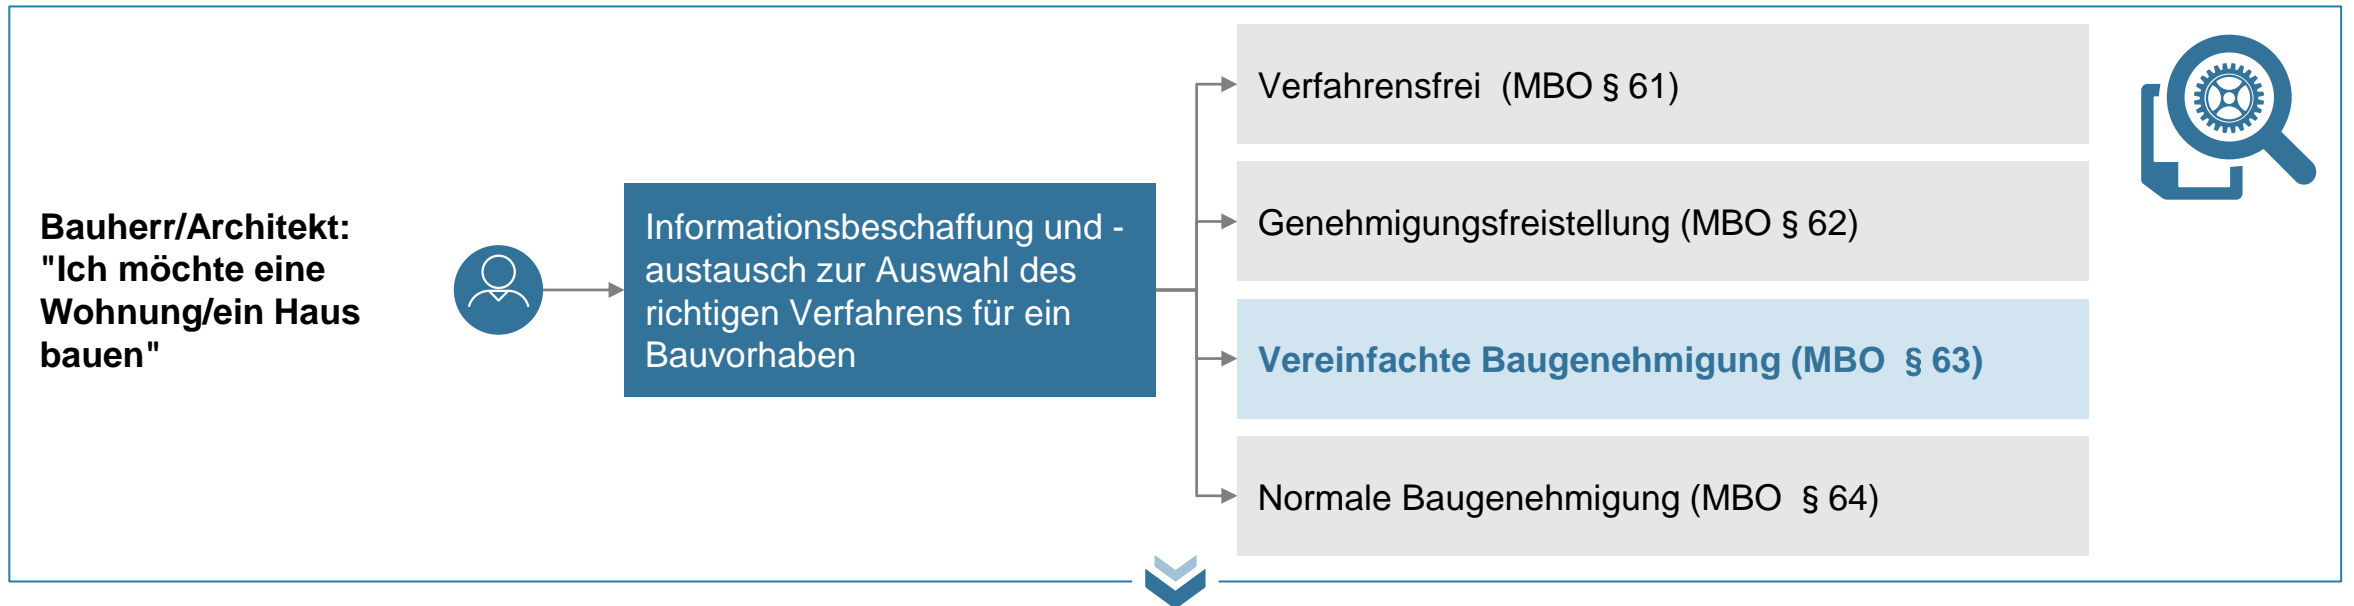 Bauherr/Architekt:
"Ich möchte eine
Wohnung/ein Haus
bauen"
Informationsbeschaffung und -
austausch zur Auswahl des
richtigen Verfahrens für ein
Bauvorhaben
Verfahrensfrei (MBO § 61)
Genehmigungsfreistellung (MBO § 62)
Vereinfachte Baugenehmigung (MBO § 63)
Normale Baugenehmigung (MBO § 64)